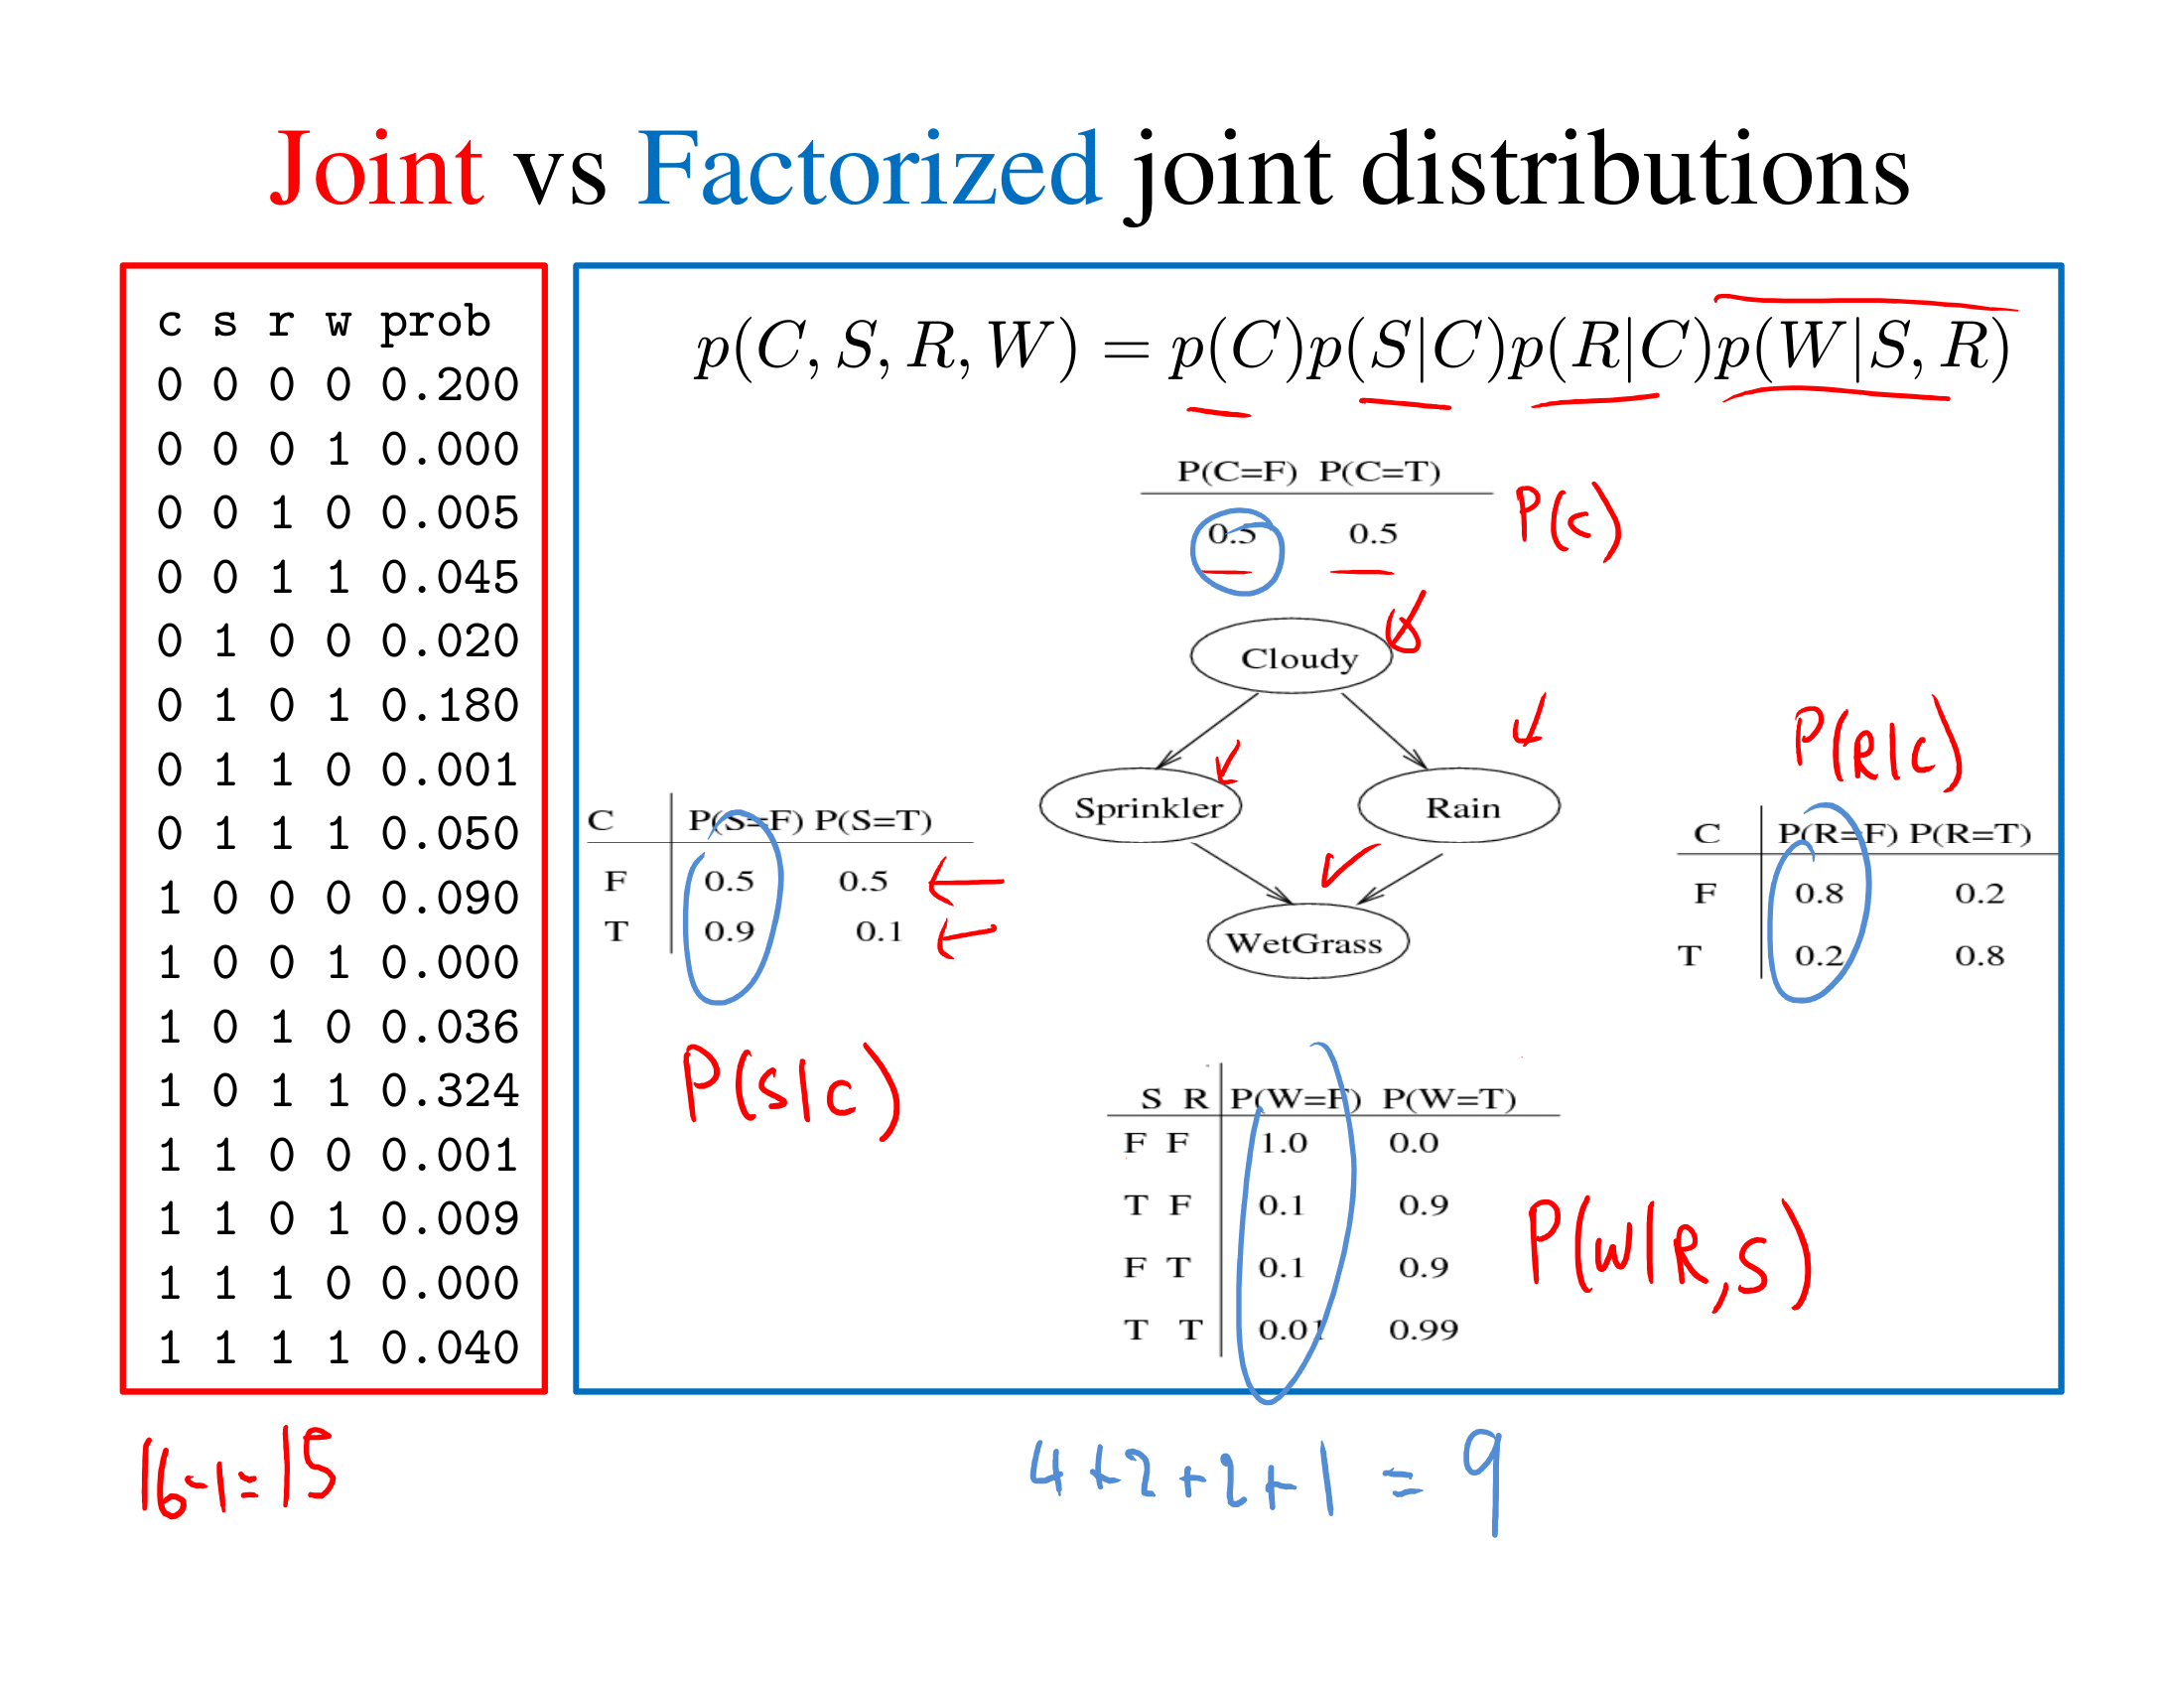 Joint vs Factorized joint distributions
c s r w prob
0 0 0 0 0.200
0 0 0 1 0.000
0 0 1 0 0.005
0 0 1 1 0.045
0 1 0 0 0.020
0 1 0 1 0.180
0 1 1 0 0.001
0 1 1 1 0.050
1 0 0 0 0.090
1 0 0 1 0.000
1 0 1 0 0.036
1 0 1 1 0.324
1 1 0 0 0.001
1 1 0 1 0.009
1 1 1 0 0.000
1 1 1 1 0.040
16-1=15
p(C, S, R, W) = p(C)p(S|C)p(R|C)p(W|S, R)
P(C=F) P(C=T)
0.5 0.5
P(C)
Cloudy
Sprinkler
Rain
WetGrass
C P(S=F) P(S=T)
F 0.5 0.5
T 0.9 0.1
P(S|C)
P(R|C)
C P(R=F) P(R=T)
F 0.8 0.2
T 0.2 0.8
S R P(W=F) P(W=T)
F F 1.0 0.0
T F 0.1 0.9
F T 0.1 0.9
T T 0.01 0.99
P(W|R,S)
4+2+2+1 = 9